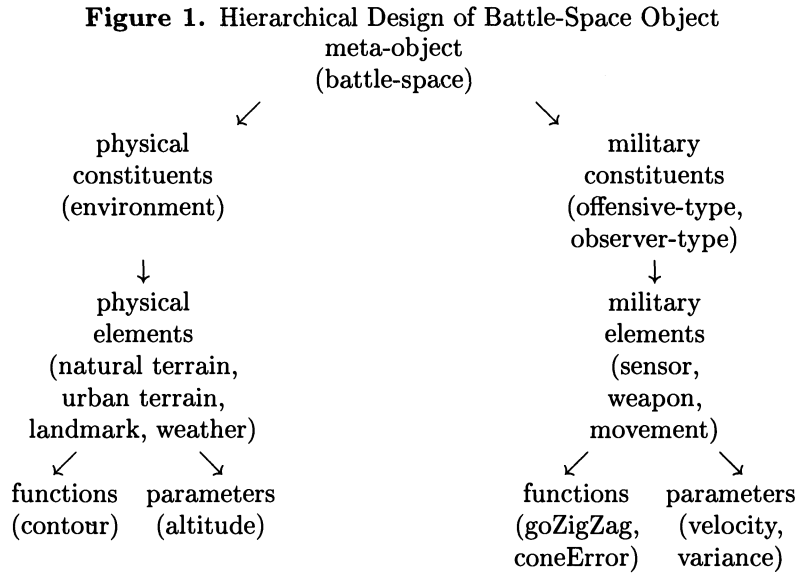 Figure 1. Hierarchical Design of Battle-Space Object
meta-object
(battle-space)
physical
constituents
(environment)
military
constituents
(offensive-type,
observer-type)
physical
elements
(natural terrain,
urban terrain,
landmark, weather)
military
elements
(sensor,
weapon,
movement)
functions
(contour)
parameters
(altitude)
functions
(goZigZag,
coneError)
parameters
(velocity,
variance)